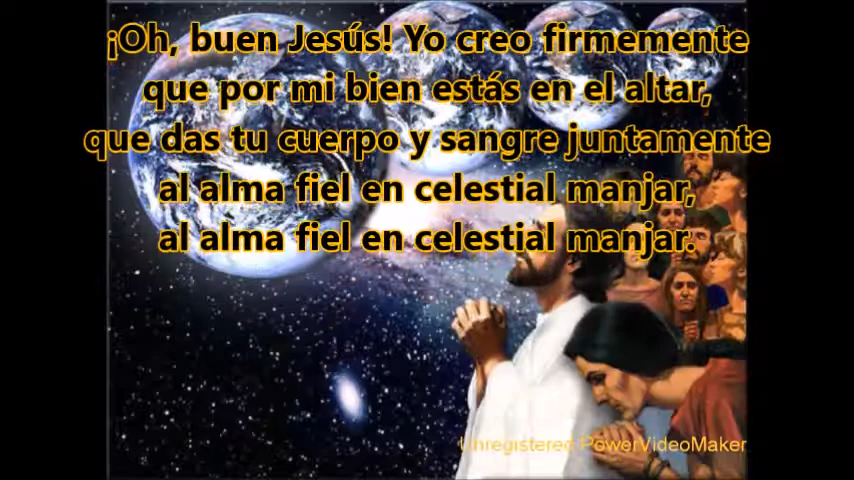 ¡Oh, buen Jesús! Yo creo firmemente
que por mi bien estás en el altar,
que das tu cuerpo y sangre juntamente
al alma fiel en celestial manjar,
al alma fiel en celestial manjar.
Unregistered PowerVideoMaker